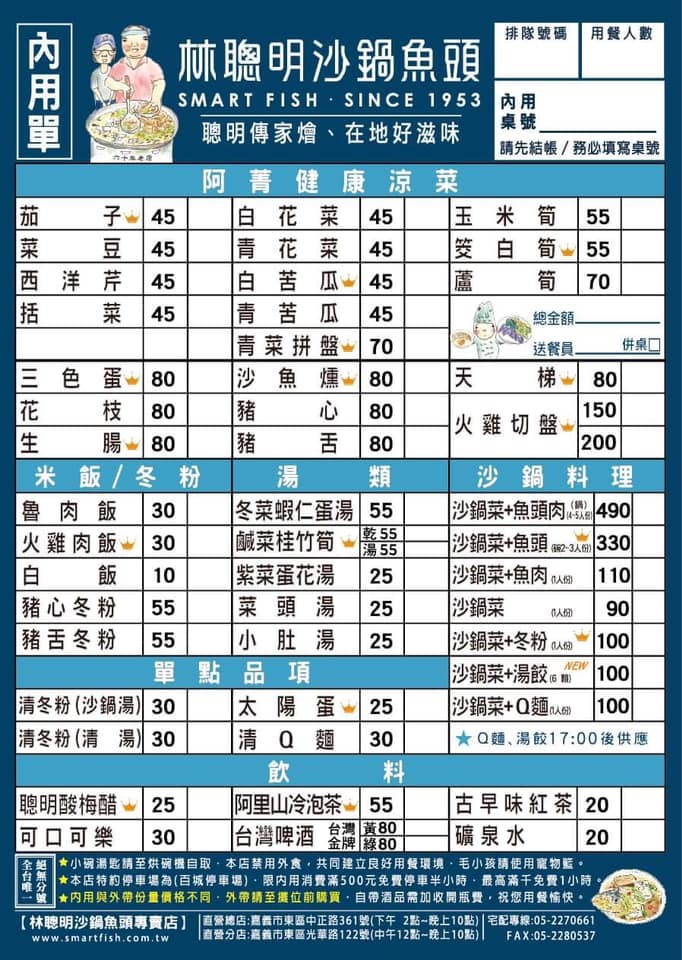 內用單
林聰明沙鍋魚頭
SMART FISH · SINCE 1953
聰明傳家燴、在地好滋味
六十年老店
排隊號碼
用餐人數
內用桌號
請先結帳 / 務必填寫桌號
阿菁健康涼菜
茄子 45 白花菜 45 玉米筍 55
菜豆 45 青花菜 45 筊白筍 55
西洋芹 45 白苦瓜 45 蘆筍 70
括菜 45 青苦瓜 45 總金額
青菜拼盤 70 送餐員 併桌
三色蛋 80 沙魚燻 80 天梯 80
花枝 80 豬心 80 火雞切盤 150
生腸 80 豬舌 80 200
米飯/冬粉 湯類 沙鍋料理
魯肉飯 30 冬菜蝦仁蛋湯 55 沙鍋菜+魚頭肉(鍋)(4-5人份) 490
火雞肉飯 30 鹹菜桂竹筍 乾 55 湯 55 沙鍋菜+魚頭(碗2~3人份) 330
白飯 10 紫菜蛋花湯 25 沙鍋菜+魚肉(1人份) 110
豬心冬粉 55 菜頭湯 25 沙鍋菜(1人份) 90
豬舌冬粉 55 小肚湯 25 沙鍋菜+冬粉(1人份) 100
單點品項 沙鍋菜+湯餃(6 顆) NEW 100
清冬粉(沙鍋湯) 30 太陽蛋 25 沙鍋菜+Q麵(1人份) 100
清冬粉(清 湯) 30 清Q麵 30 ★ Q麵、湯餃17:00後供應
飲料
聰明酸梅醋 25 阿里山冷泡茶 55 古早味紅茶 20
可口可樂 30 台灣啤酒 台灣 黃80 金牌 綠80 礦泉水 20
全台唯一 絕無分號
★小碗湯匙請至烘碗機自取．本店禁用外食，共同建立良好用餐環境．毛小孩請使用寵物籃。
★本店特約停車場為(百城停車場)．限內用消費滿500元免費停車半小時．最高滿千免費1小時。
★內用與外帶份量價格不同．外帶請至攤位前購買．自帶酒品需加收開瓶費，祝您用餐愉快。
【林聰明沙鍋魚頭專賣店】
www.smartfish.com.tw
直營總店:嘉義市東區中正路361號(下午 2點~晚上10點) 宅配專線:05-2270661
直營分店:嘉義市東區光華路122號(中午12點~晚上10點) FAX:05-2280537